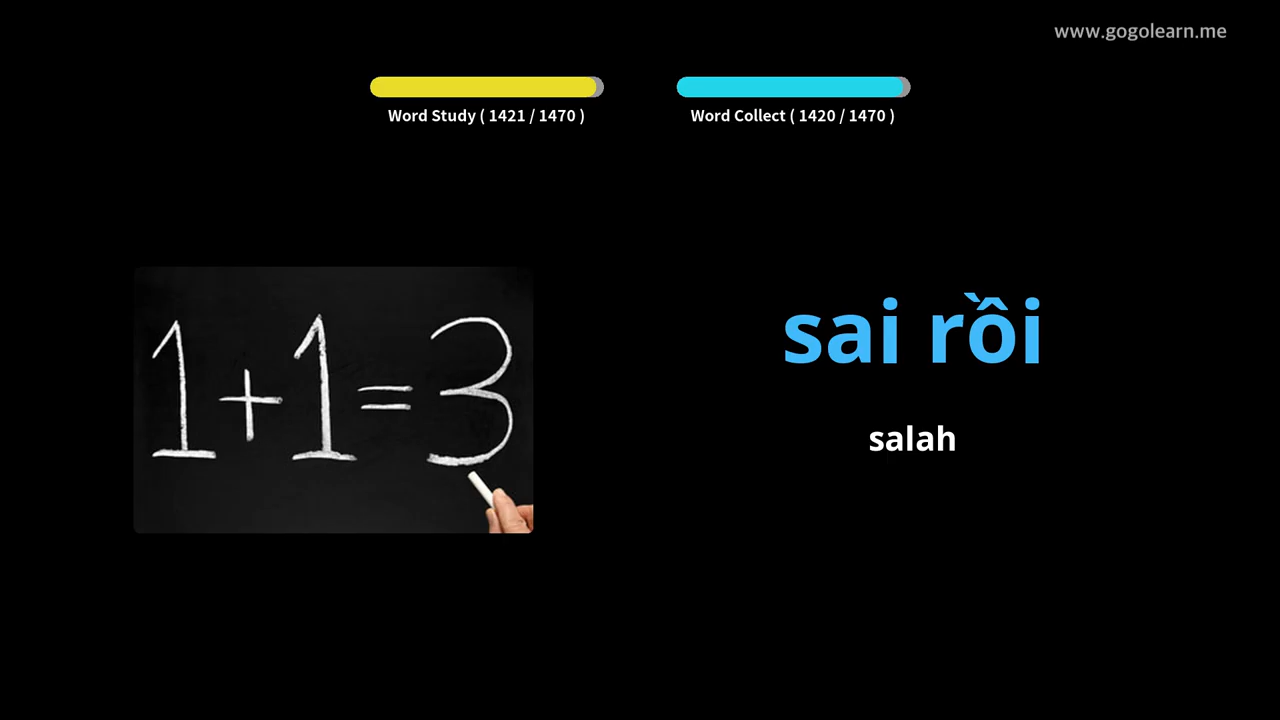 www.gogolearn.me
Word Study ( 1421 / 1470 )
Word Collect ( 1420 / 1470 )
1+1=3
sai rồi
salah